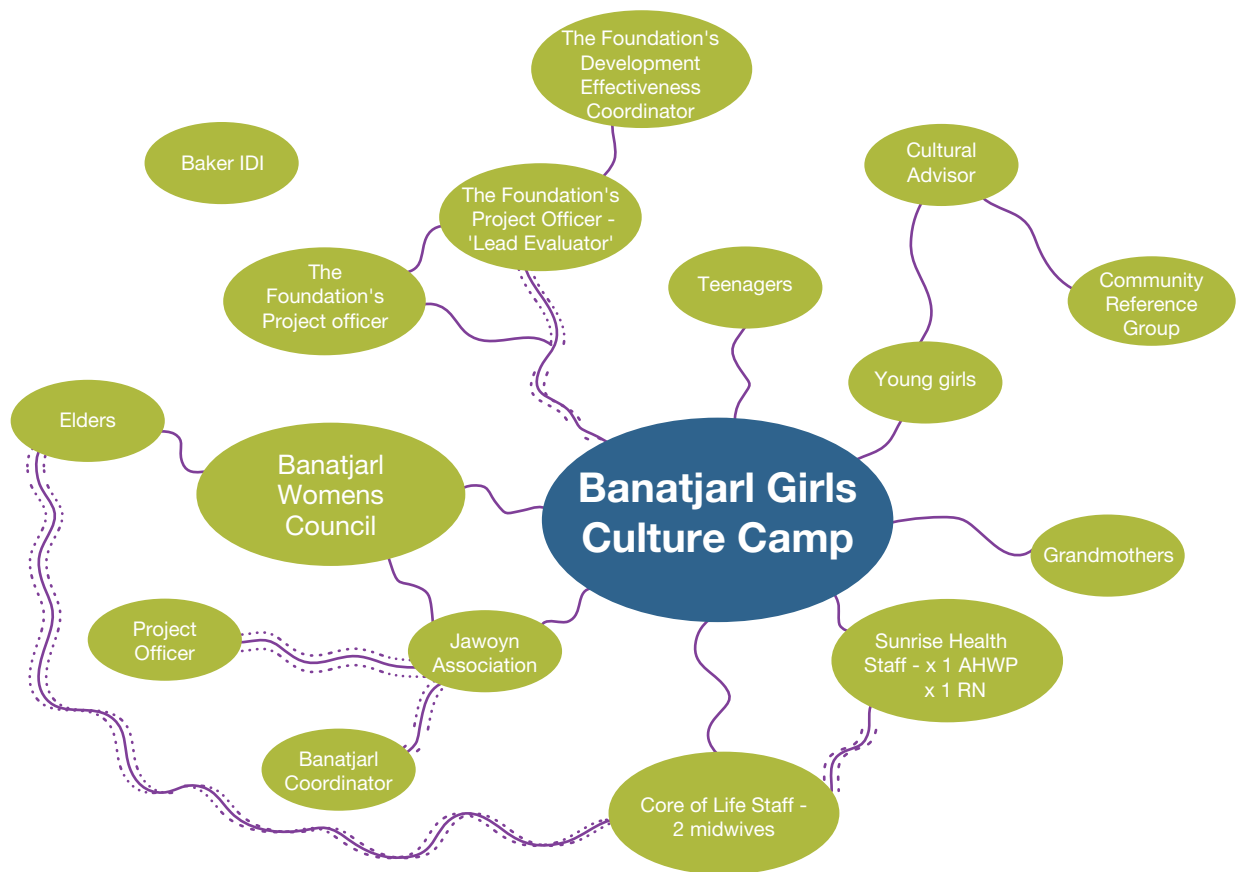 The Foundation's
Development
Effectiveness
Coordinator
Baker IDI
Cultural
Advisor
The Foundation's
Project Officer -
'Lead Evaluator'
The
Foundation's
Project officer
Teenagers
Community
Reference
Group
Young girls
Elders
Banatjarl
Womens
Council
Banatjarl Girls
Culture Camp
Grandmothers
Project
Officer
Jawoyn
Association
Sunrise Health
Staff - x 1 AHWP
x 1 RN
Banatjarl
Coordinator
Core of Life Staff -
2 midwives